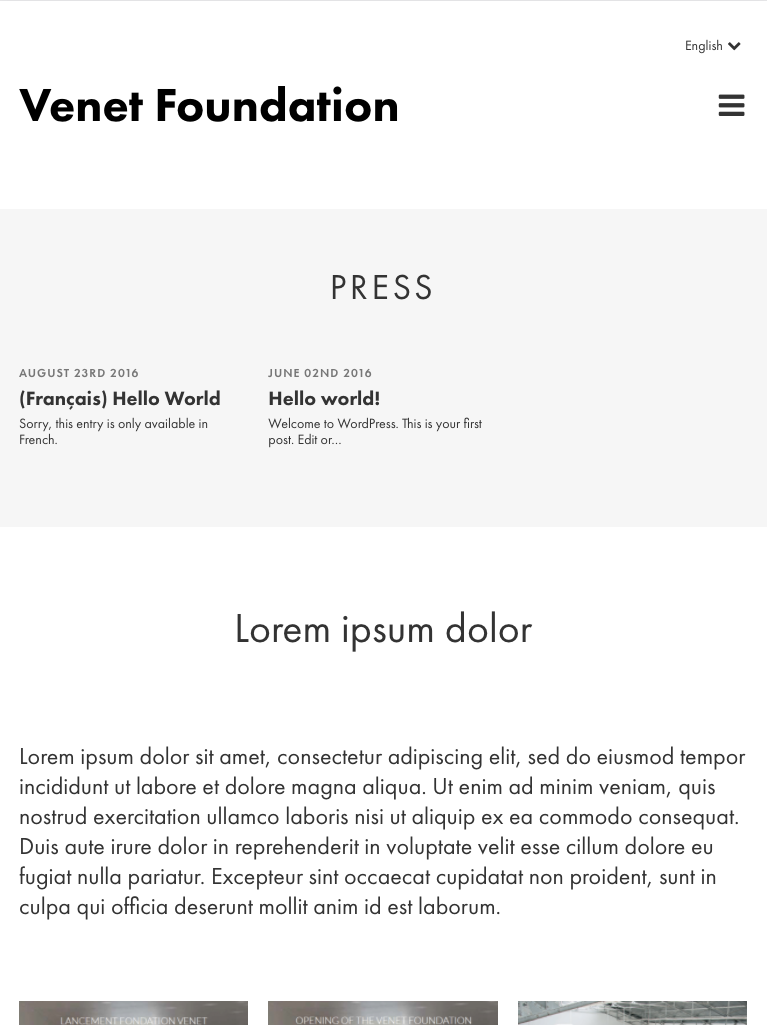 English
Venet Foundation
PRESS
AUGUST 23RD 2016
(Français) Hello World
Sorry, this entry is only available in
French.
JUNE 02ND 2016
Hello world!
Welcome to WordPress. This is your first
post. Edit or...
Lorem ipsum dolor
Lorem ipsum dolor sit amet, consectetur adipiscing elit, sed do eiusmod tempor
incididunt ut labore et dolore magna aliqua. Ut enim ad minim veniam, quis
nostrud exercitation ullamco laboris nisi ut aliquip ex ea commodo consequat.
Duis aute irure dolor in reprehenderit in voluptate velit esse cillum dolore eu
fugiat nulla pariatur. Excepteur sint occaecat cupidatat non proident, sunt in
culpa qui officia deserunt mollit anim id est laborum.
LANCEMENT FONDATION VENET
OPENING OF THE VENET FOUNDATION